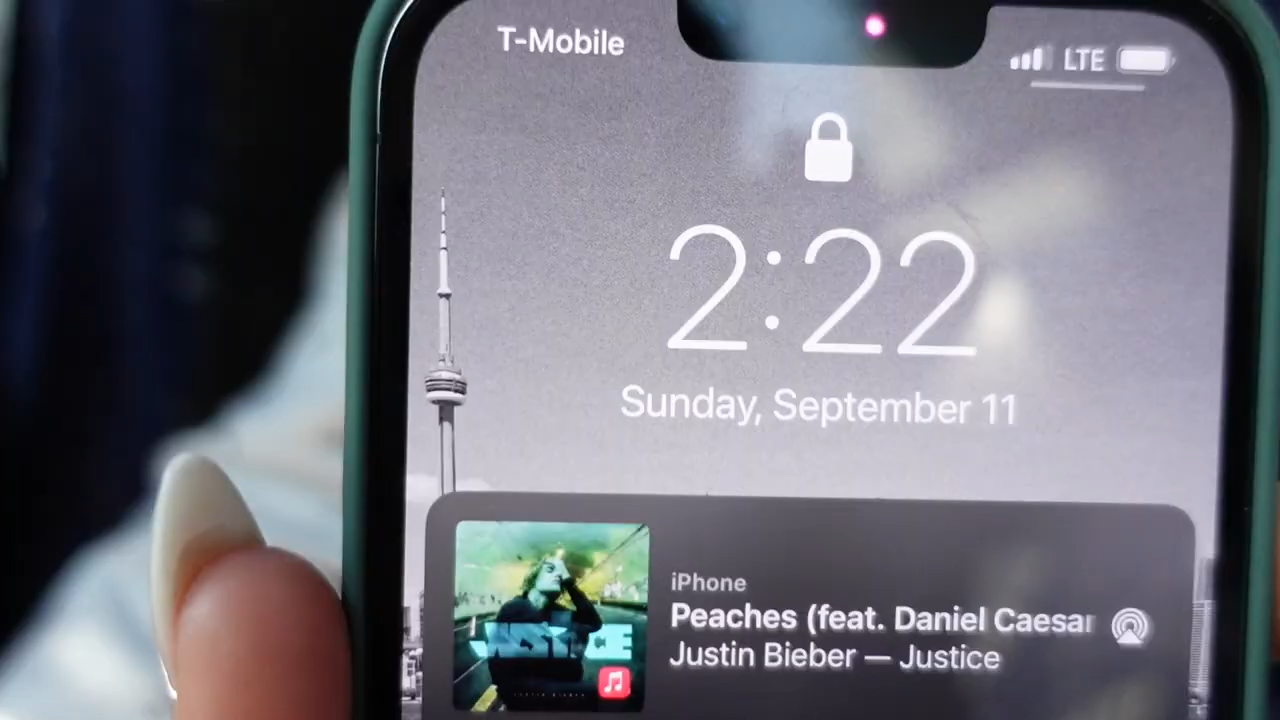 T-Mobile
LTE
2:22
Sunday, September 11
iPhone
Peaches (feat. Daniel Caesar
Justin Bieber — Justice
JUSTICE